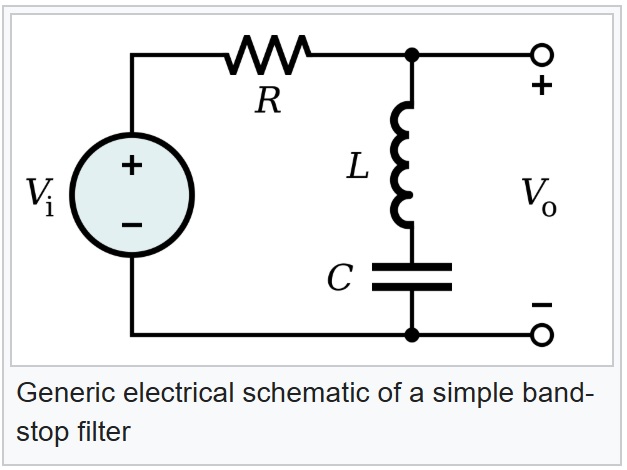 R
+
+
L
Vi
Vo
−
C
−
Generic electrical schematic of a simple band-
stop filter